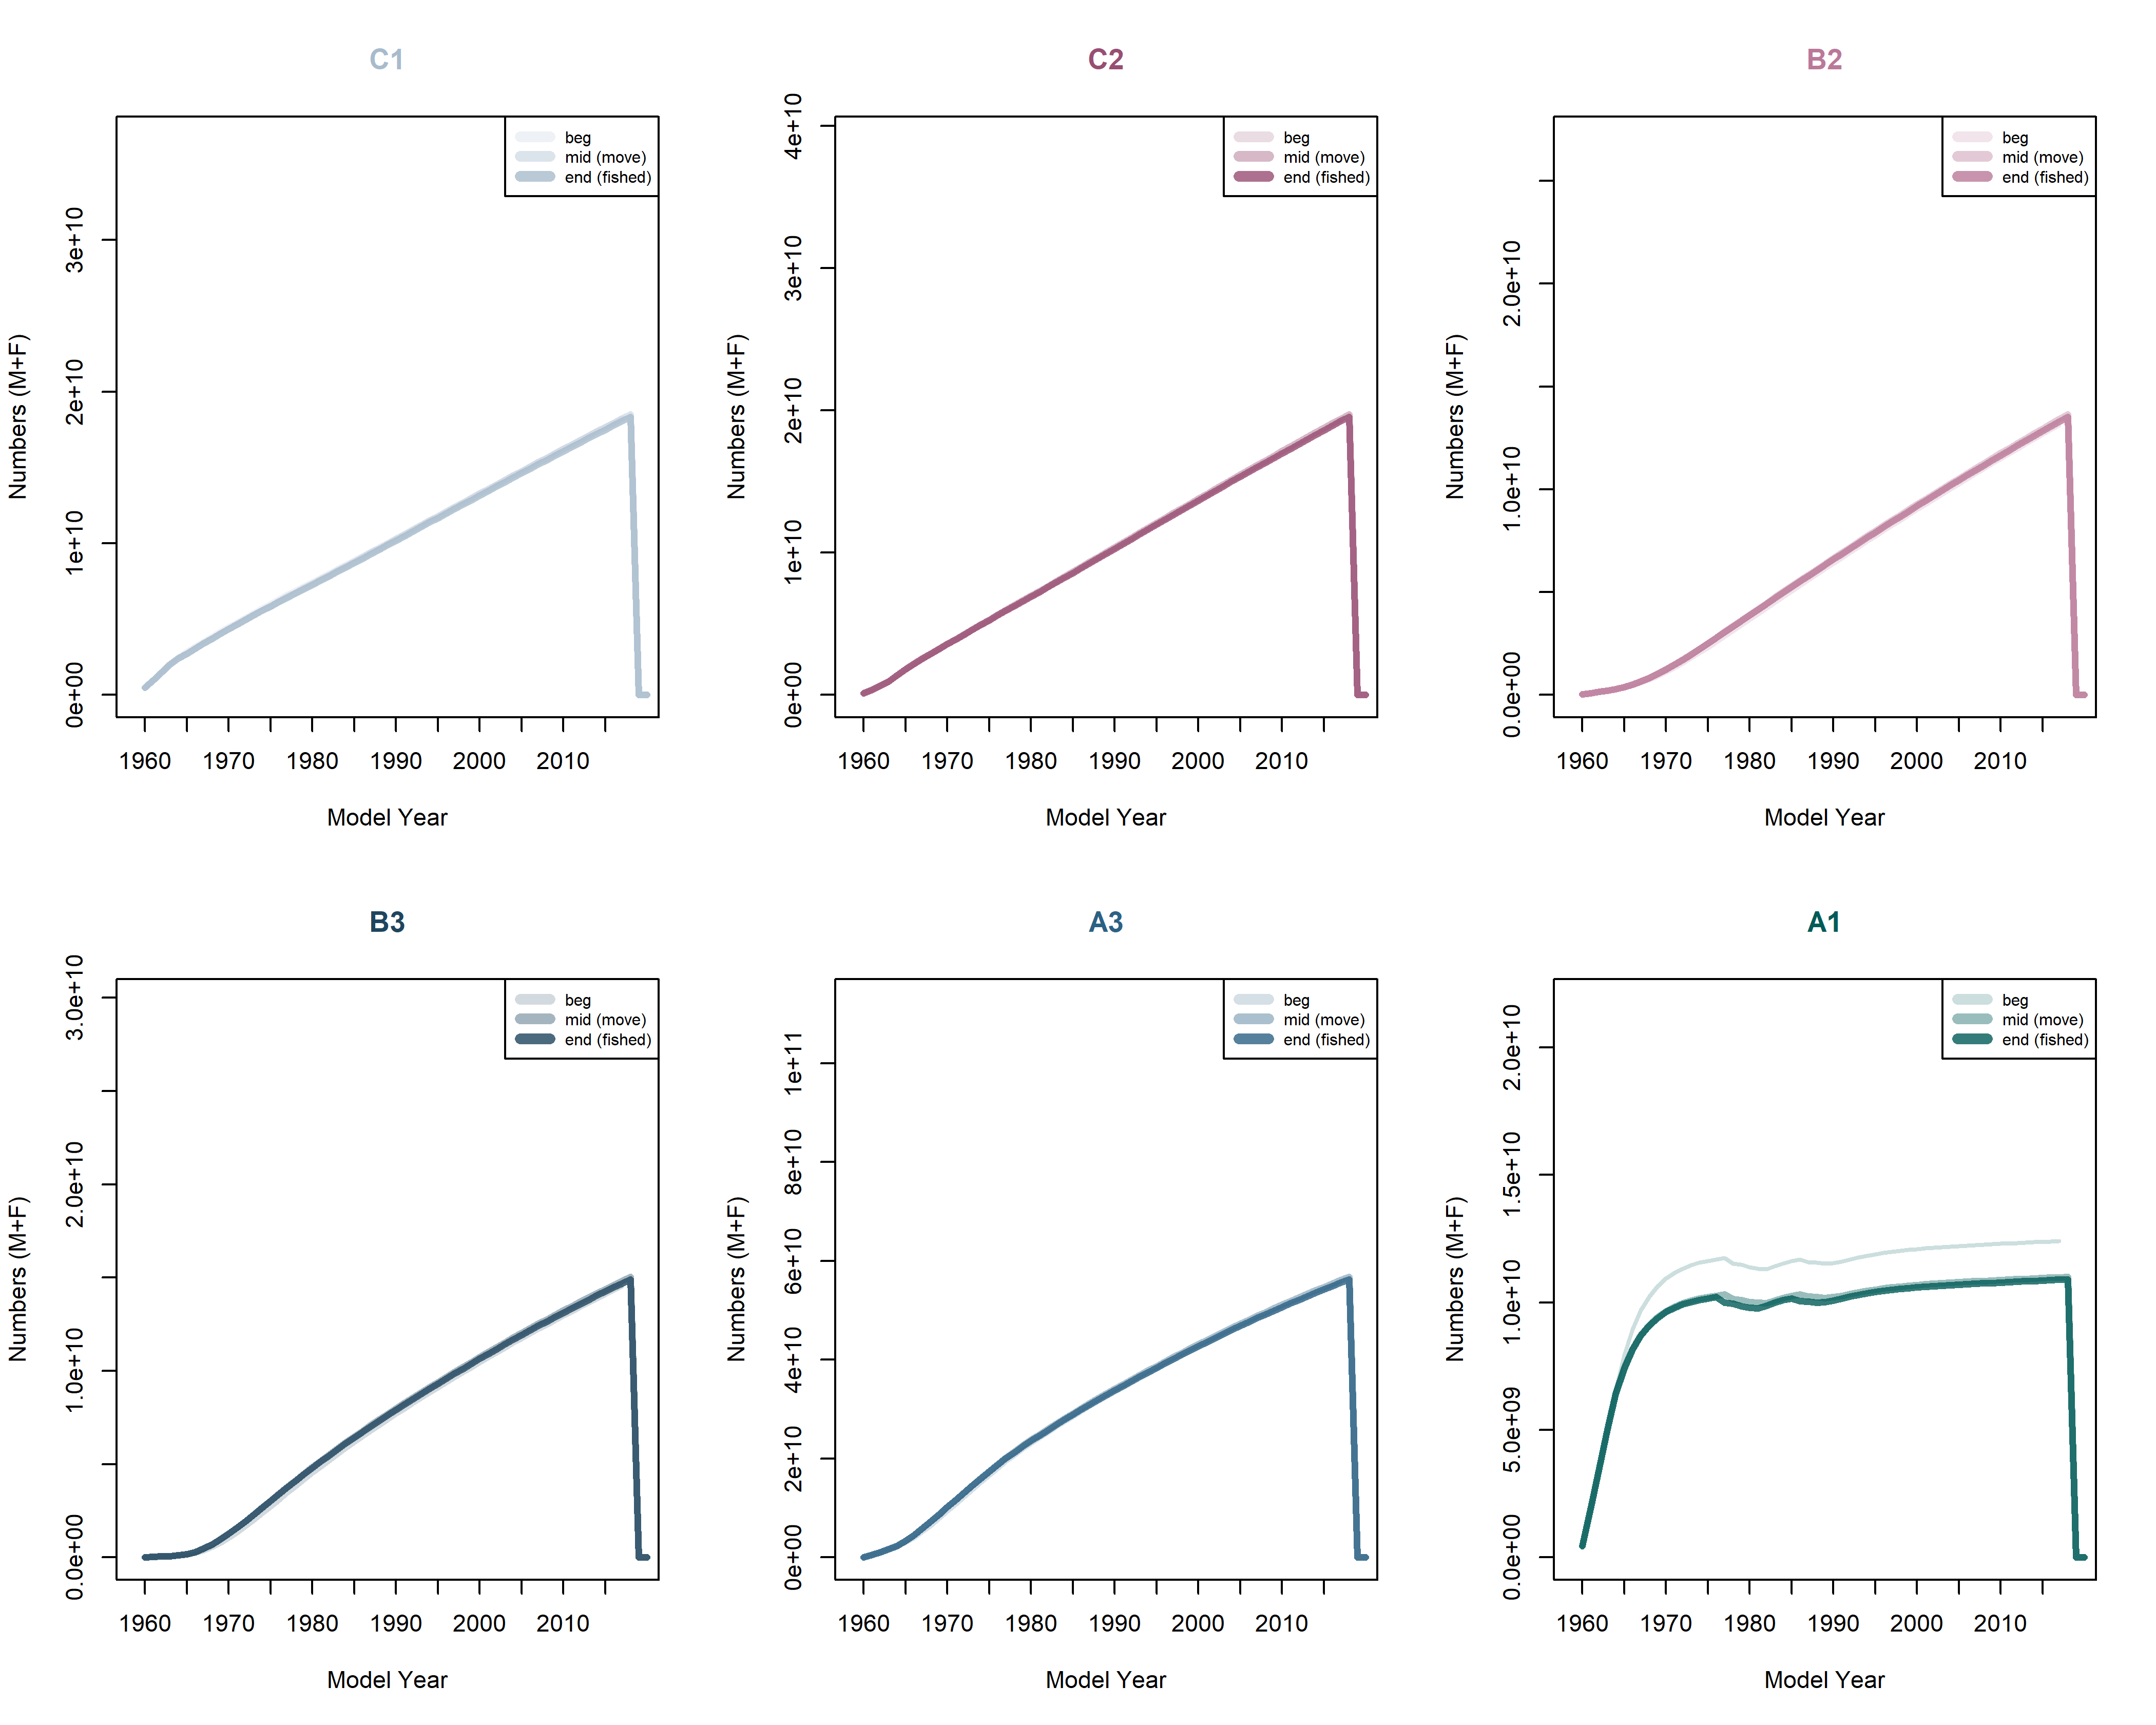 C1
beg
mid (move)
end (fished)
Numbers (M+F)
0e+00 1e+10 2e+10 3e+10
1960 1970 1980 1990 2000 2010
Model Year
C2
beg
mid (move)
end (fished)
Numbers (M+F)
0e+00 1e+10 2e+10 3e+10 4e+10
1960 1970 1980 1990 2000 2010
Model Year
B2
beg
mid (move)
end (fished)
Numbers (M+F)
0.0e+00 1.0e+10 2.0e+10
1960 1970 1980 1990 2000 2010
Model Year
B3
beg
mid (move)
end (fished)
Numbers (M+F)
0.0e+00 1.0e+10 2.0e+10 3.0e+10
1960 1970 1980 1990 2000 2010
Model Year
A3
beg
mid (move)
end (fished)
Numbers (M+F)
0e+00 2e+10 4e+10 6e+10 8e+10 1e+11
1960 1970 1980 1990 2000 2010
Model Year
A1
beg
mid (move)
end (fished)
Numbers (M+F)
0.0e+00 5.0e+09 1.0e+10 1.5e+10 2.0e+10
1960 1970 1980 1990 2000 2010
Model Year